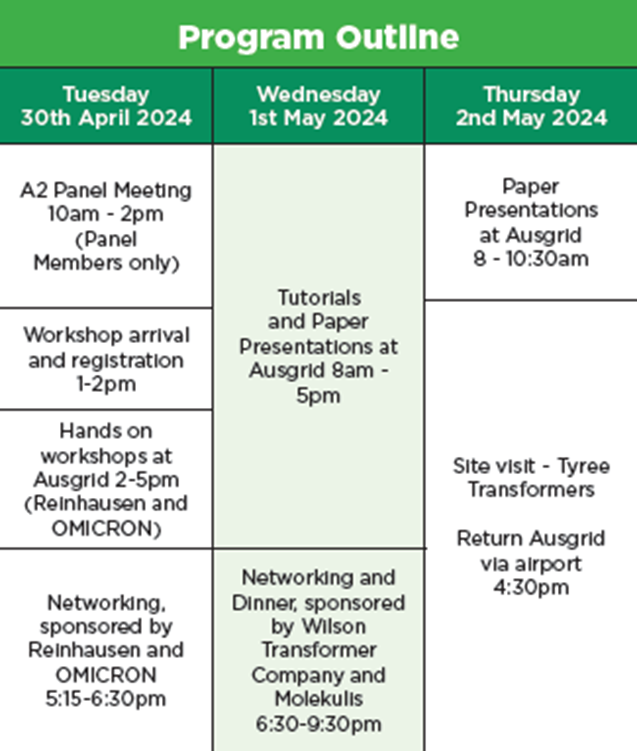 Program Outline
Tuesday
30th April 2024
Wednesday
1st May 2024
Thursday
2nd May 2024
A2 Panel Meeting
10am - 2pm
(Panel
Members only)
Workshop arrival
and registration
1-2pm
Hands on
workshops at
Ausgrid 2-5pm
(Reinhausen and
OMICRON)
Networking,
sponsored by
Reinhausen and
OMICRON
5:15-6:30pm
Tutorials
and Paper
Presentations at
Ausgrid 8am -
5pm
Networking and
Dinner, sponsored
by Wilson
Transformer
Company and
Molekulis
6:30-9:30pm
Paper
Presentations
at Ausgrid
8 - 10:30am
Site visit - Tyree
Transformers
Return Ausgrid
via airport
4:30pm